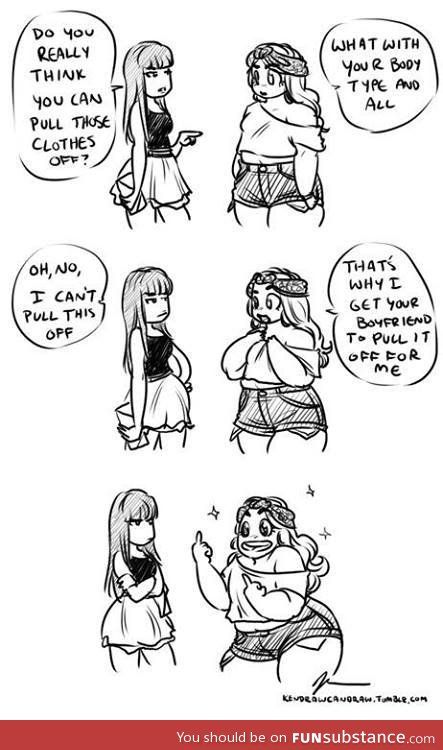 DO YOU
REALLY
THINK
YOU CAN
PULL THOSE
CLOTHES
OFF?
WHAT WITH
YOUR BODY
TYPE AND
ALL
OH, NO,
I CAN'T
PULL THIS
OFF
THAT'S
WHY I
GET YOUR
BOYFRIEND
TO PULL IT
OFF FOR
ME
KENDRAWCANDRAW.TUMBLR.COM
You should be on FUNsubstance.com